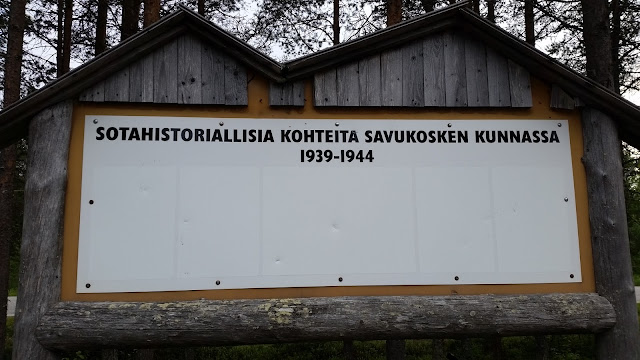 SOTAHISTORIALLISIA KOHTEITA SAVUKOSKEN KUNNASSA
1939-1944